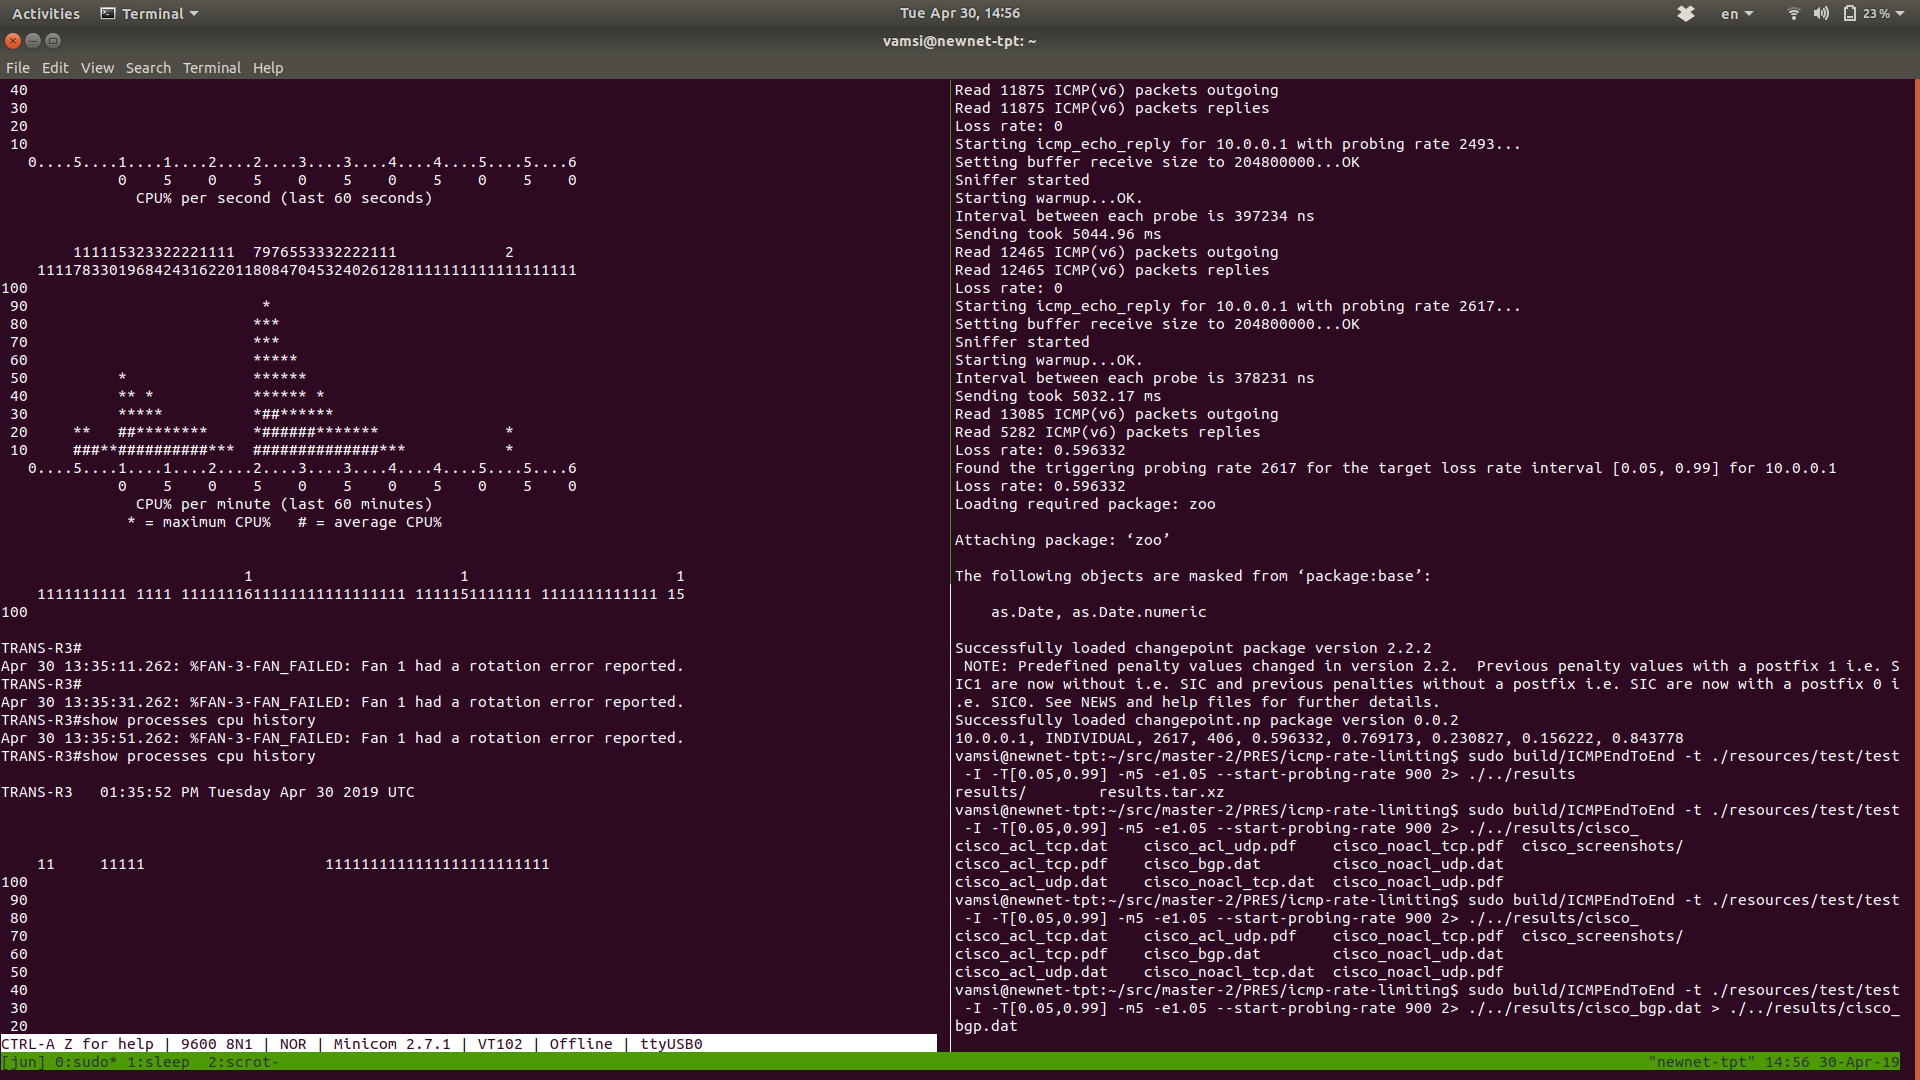 Activities Terminal Tue Apr 30, 14:56 en 23 %
vamsi@newnet-tpt: ~
File Edit View Search Terminal Help
 40
 30
 20
 10
   0....5....1....1....2....2....3....3....4....4....5....5....6
             0    5    0    5    0    5    0    5    0    5    0
               CPU% per second (last 60 seconds)
        111115323322221111  7976553332222111            2
    111178330196842431622011808470453240261281111111111111111111
100
 90                          *
 80                         ***
 70                         ***
 60                         *****
 50          *              ******
 40          ** *           ****** *
 30          *****          *##******
 20     **   ##********     *######*******              *
 10     ###**##########***  ##############***           *
   0....5....1....1....2....2....3....3....4....4....5....5....6
             0    5    0    5    0    5    0    5    0    5    0
               CPU% per minute (last 60 minutes)
              * = maximum CPU%   # = average CPU%
                           1                       1                       1
    1111111111 1111 1111111611111111111111111 1111151111111 1111111111111 15
100
TRANS-R3#
Apr 30 13:35:11.262: %FAN-3-FAN_FAILED: Fan 1 had a rotation error reported.
TRANS-R3#
Apr 30 13:35:31.262: %FAN-3-FAN_FAILED: Fan 1 had a rotation error reported.
TRANS-R3#show processes cpu history
Apr 30 13:35:51.262: %FAN-3-FAN_FAILED: Fan 1 had a rotation error reported.
TRANS-R3#show processes cpu history
TRANS-R3   01:35:52 PM Tuesday Apr 30 2019 UTC
    11     11111                    1111111111111111111111111
100
 90
 80
 70
 60
 50
 40
 30
 20
CTRL-A Z for help | 9600 8N1 | NOR | Minicom 2.7.1 | VT102 | Offline | ttyUSB0
Read 11875 ICMP(v6) packets outgoing
Read 11875 ICMP(v6) packets replies
Loss rate: 0
Starting icmp_echo_reply for 10.0.0.1 with probing rate 2493...
Setting buffer receive size to 204800000...OK
Sniffer started
Starting warmup...OK.
Interval between each probe is 397234 ns
Sending took 5044.96 ms
Read 12465 ICMP(v6) packets outgoing
Read 12465 ICMP(v6) packets replies
Loss rate: 0
Starting icmp_echo_reply for 10.0.0.1 with probing rate 2617...
Setting buffer receive size to 204800000...OK
Sniffer started
Starting warmup...OK.
Interval between each probe is 378231 ns
Sending took 5032.17 ms
Read 13085 ICMP(v6) packets outgoing
Read 5282 ICMP(v6) packets replies
Loss rate: 0.596332
Found the triggering probing rate 2617 for the target loss rate interval [0.05, 0.99] for 10.0.0.1
Loss rate: 0.596332
Loading required package: zoo
Attaching package: ‘zoo’
The following objects are masked from ‘package:base’:
    as.Date, as.Date.numeric
Successfully loaded changepoint package version 2.2.2
 NOTE: Predefined penalty values changed in version 2.2.  Previous penalty values with a postfix 1 i.e. S
IC1 are now without i.e. SIC and previous penalties without a postfix i.e. SIC are now with a postfix 0 i
.e. SIC0. See NEWS and help files for further details.
Successfully loaded changepoint.np package version 0.0.2
10.0.0.1, INDIVIDUAL, 2617, 406, 0.596332, 0.769173, 0.230827, 0.156222, 0.843778
vamsi@newnet-tpt:~/src/master-2/PRES/icmp-rate-limiting$ sudo build/ICMPEndToEnd -t ./resources/test/test
 -I -T[0.05,0.99] -m5 -e1.05 --start-probing-rate 900 2> ./../results
results/        results.tar.xz
vamsi@newnet-tpt:~/src/master-2/PRES/icmp-rate-limiting$ sudo build/ICMPEndToEnd -t ./resources/test/test
 -I -T[0.05,0.99] -m5 -e1.05 --start-probing-rate 900 2> ./../results/cisco_
cisco_acl_tcp.dat    cisco_acl_udp.pdf    cisco_noacl_tcp.pdf  cisco_screenshots/
cisco_acl_tcp.pdf    cisco_bgp.dat        cisco_noacl_udp.dat
cisco_acl_udp.dat    cisco_noacl_tcp.dat  cisco_noacl_udp.pdf
vamsi@newnet-tpt:~/src/master-2/PRES/icmp-rate-limiting$ sudo build/ICMPEndToEnd -t ./resources/test/test
 -I -T[0.05,0.99] -m5 -e1.05 --start-probing-rate 900 2> ./../results/cisco_
cisco_acl_tcp.dat    cisco_acl_udp.pdf    cisco_noacl_tcp.pdf  cisco_screenshots/
cisco_acl_tcp.pdf    cisco_bgp.dat        cisco_noacl_udp.dat
cisco_acl_udp.dat    cisco_noacl_tcp.dat  cisco_noacl_udp.pdf
vamsi@newnet-tpt:~/src/master-2/PRES/icmp-rate-limiting$ sudo build/ICMPEndToEnd -t ./resources/test/test
 -I -T[0.05,0.99] -m5 -e1.05 --start-probing-rate 900 2> ./../results/cisco_bgp.dat > ./../results/cisco_
bgp.dat
[jun] 0:sudo* 1:sleep  2:scrot- "newnet-tpt" 14:56 30-Apr-19